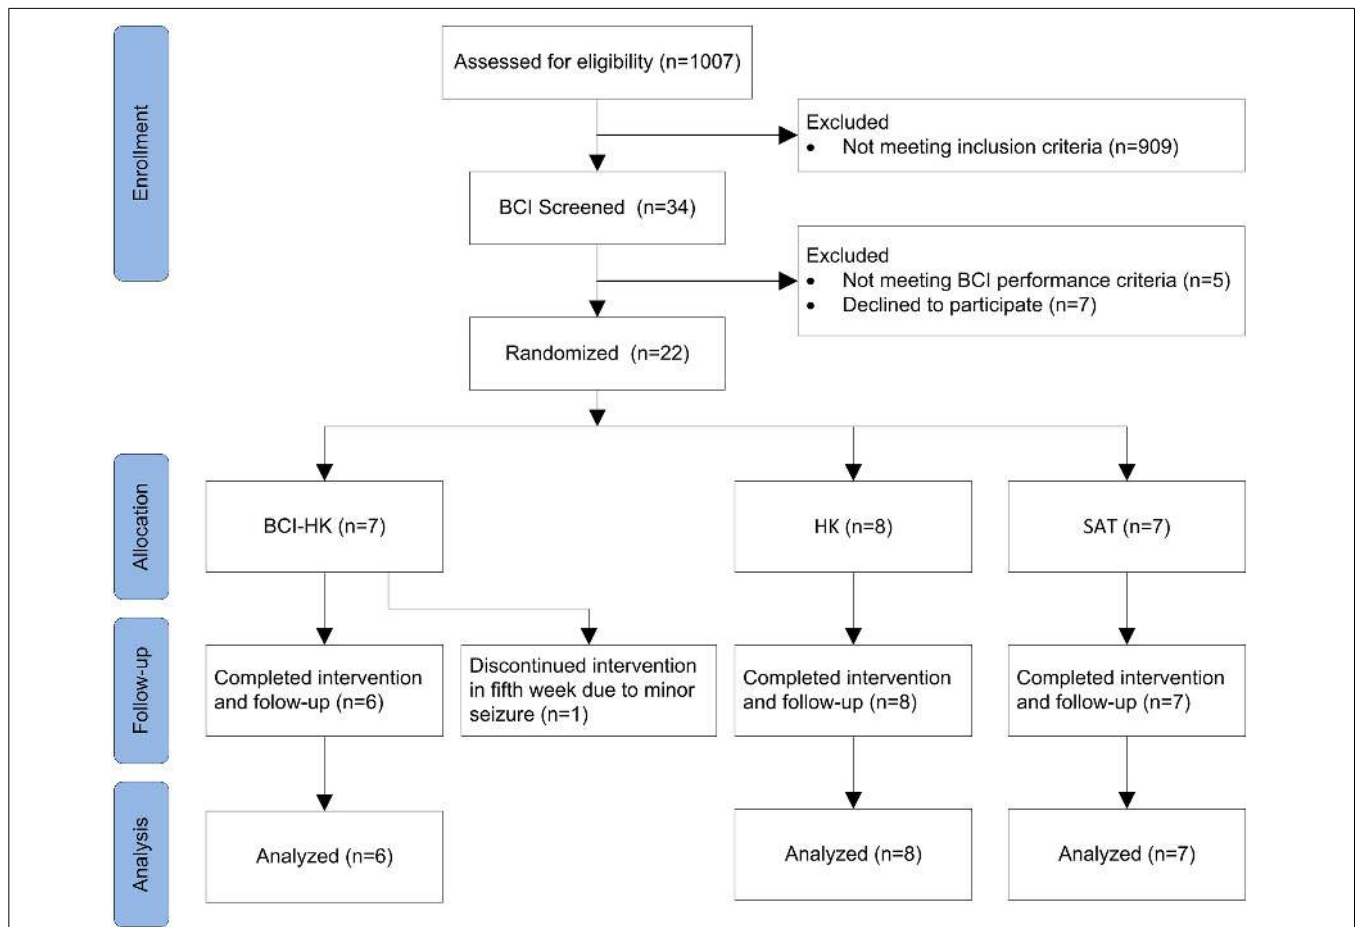 Enrollment
Assessed for eligibility (n=1007)
Excluded
• Not meeting inclusion criteria (n=909)
BCI Screened (n=34)
Excluded
• Not meeting BCI performance criteria (n=5)
• Declined to participate (n=7)
Randomized (n=22)
Allocation
BCI-HK (n=7)
HK (n=8)
SAT (n=7)
Follow-up
Completed intervention
and folow-up (n=6)
Discontinued intervention
in fifth week due to minor
seizure (n=1)
Completed intervention
and follow-up (n=8)
Completed intervention
and follow-up (n=7)
Analysis
Analyzed (n=6)
Analyzed (n=8)
Analyzed (n=7)